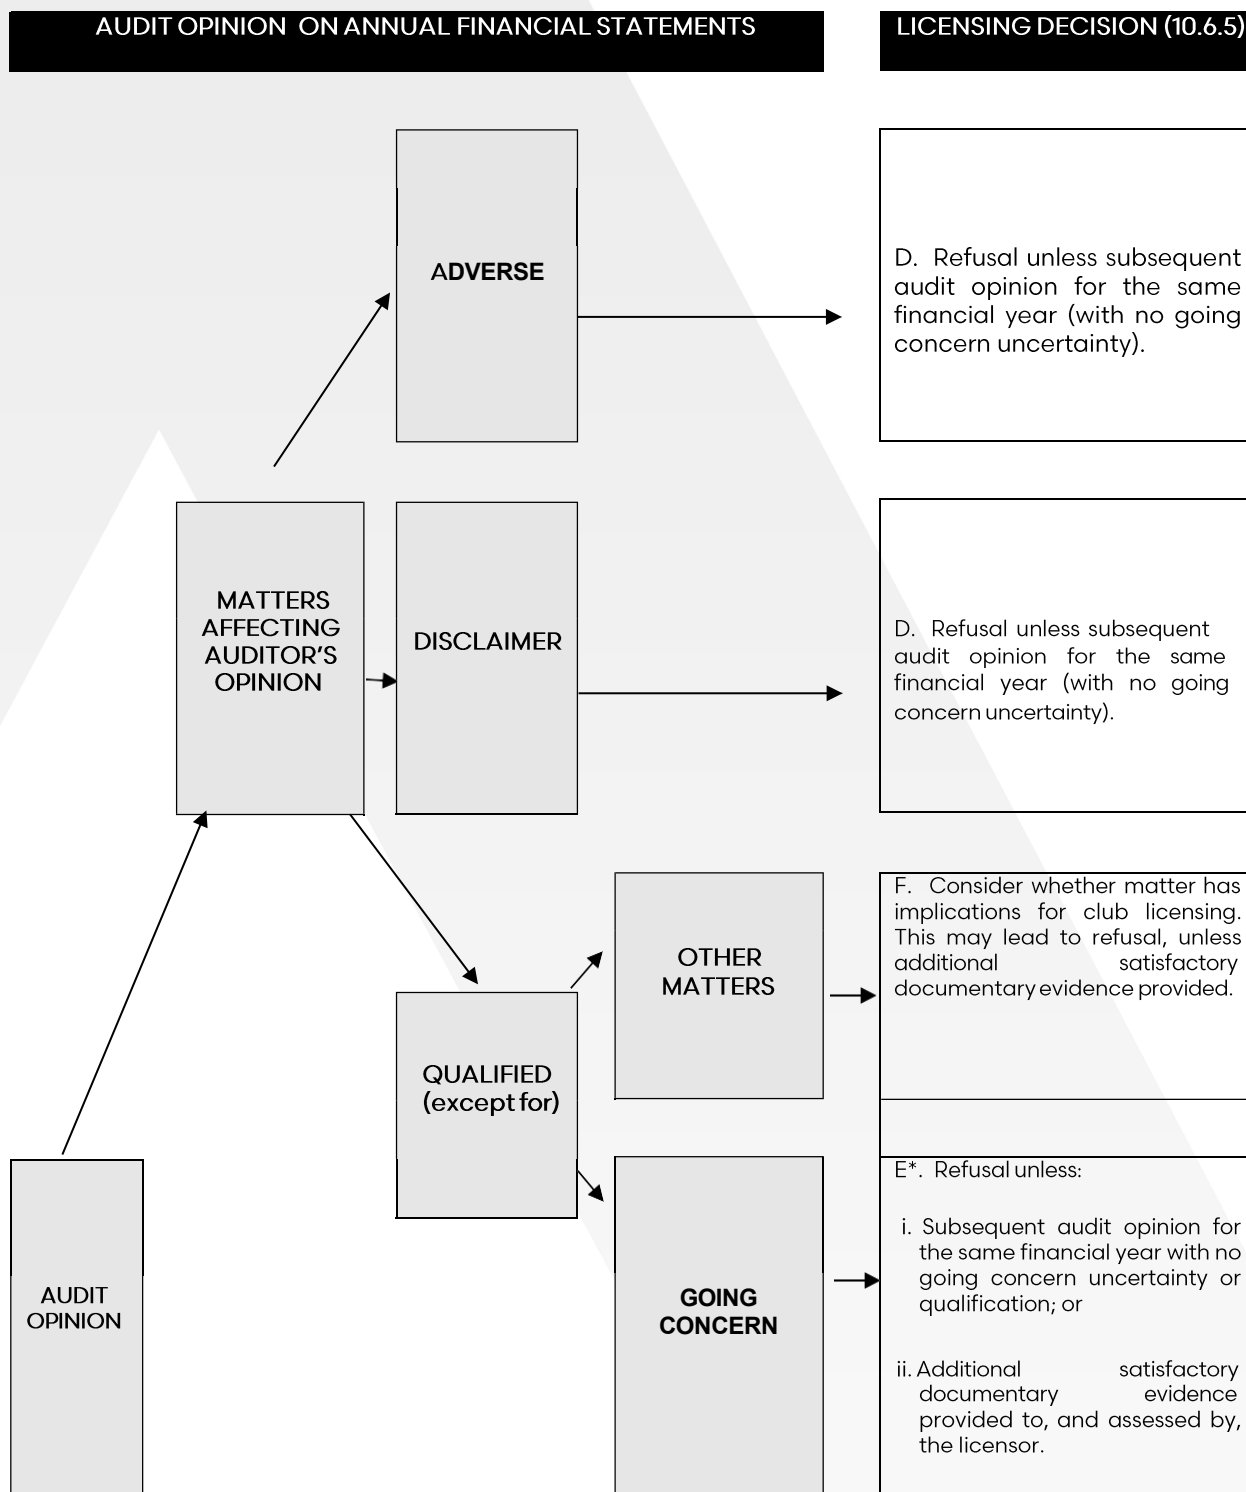 AUDIT OPINION ON ANNUAL FINANCIAL STATEMENTS
LICENSING DECISION (10.6.5)
ADVERSE
D. Refusal unless subsequent
audit opinion for the same
financial year (with no going
concern uncertainty).
MATTERS
AFFECTING
AUDITOR'S
OPINION
DISCLAIMER
D. Refusal unless subsequent
audit opinion for the same
financial year (with no going
concern uncertainty).
OTHER
MATTERS
F. Consider whether matter has
implications for club licensing.
This may lead to refusal, unless
additional satisfactory
documentary evidence provided.
QUALIFIED
(except for)
AUDIT
OPINION
GOING
CONCERN
E*. Refusal unless:
i. Subsequent audit opinion for
the same financial year with no
going concern uncertainty or
qualification; or
ii. Additional satisfactory
documentary evidence
provided to, and assessed by,
the licensor.